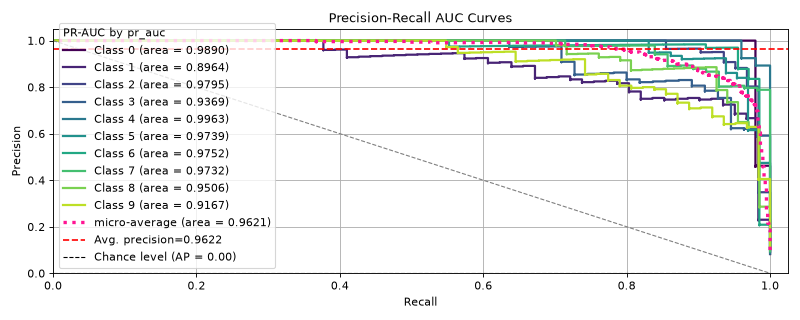 Precision-Recall AUC Curves
PR-AUC by pr_auc
Class 0 (area = 0.9890)
Class 1 (area = 0.8964)
Class 2 (area = 0.9795)
Class 3 (area = 0.9369)
Class 4 (area = 0.9963)
Class 5 (area = 0.9739)
Class 6 (area = 0.9752)
Class 7 (area = 0.9732)
Class 8 (area = 0.9506)
Class 9 (area = 0.9167)
micro-average (area = 0.9621)
Avg. precision=0.9622
Chance level (AP = 0.00)
Precision
1.0
0.8
0.6
0.4
0.2
0.0
0.0 0.2 0.4 0.6 0.8 1.0
Recall